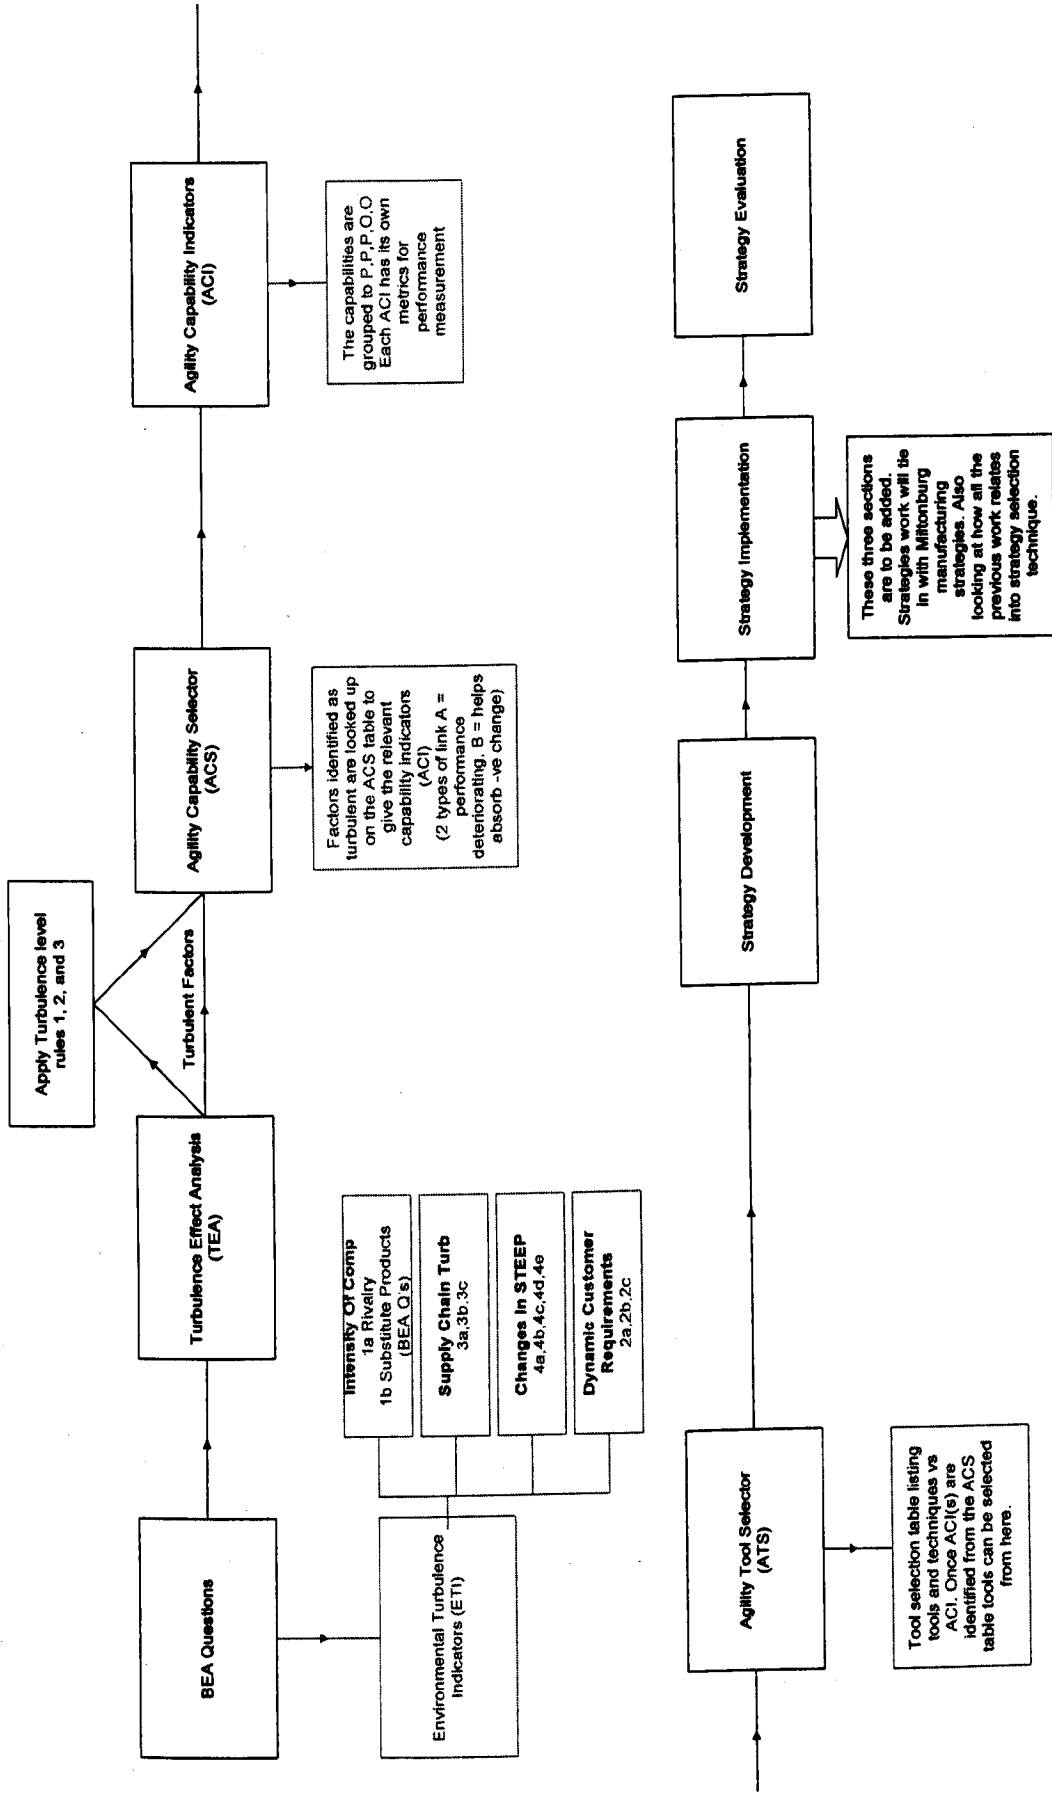 Apply Turbulence level
rules 1, 2, and 3
BEA Questions
Turbulence Effect Analysis
(TEA)
Turbulent Factors
Agility Capability Selector
(ACS)
Agility Capability Indicators
(ACI)
Environmental Turbulence
Indicators (ETI)
Intensity Of Comp
1a Rivalry
1b Substitute Products
(BEA Q's)
Supply Chain Turb
3a,3b,3c
Changes In STEEP
4a,4b,4c,4d,4e
Dynamic Customer
Requirements
2a,2b,2c
Factors identified as
turbulent are looked up
on the ACS table to
give the relevant
capability indicators
(ACI)
(2 types of link A =
performance
deteriorating, B = helps
absorb -ve change)
The capabilities are
grouped to P,P,P,O,O
Each ACI has its own
metrics for
performance
measurement
Agility Tool Selector
(ATS)
Strategy Development
Strategy Implementation
Strategy Evaluation
Tool selection table listing
tools and techniques vs
ACI. Once ACI(s) are
identified from the ACS
table tools can be selected
from here.
These three sections
are to be added.
Strategies work will tie
in with Miltonburg
manufacturing
strategies. Also
looking at how all the
previous work relates
into strategy selection
technique.